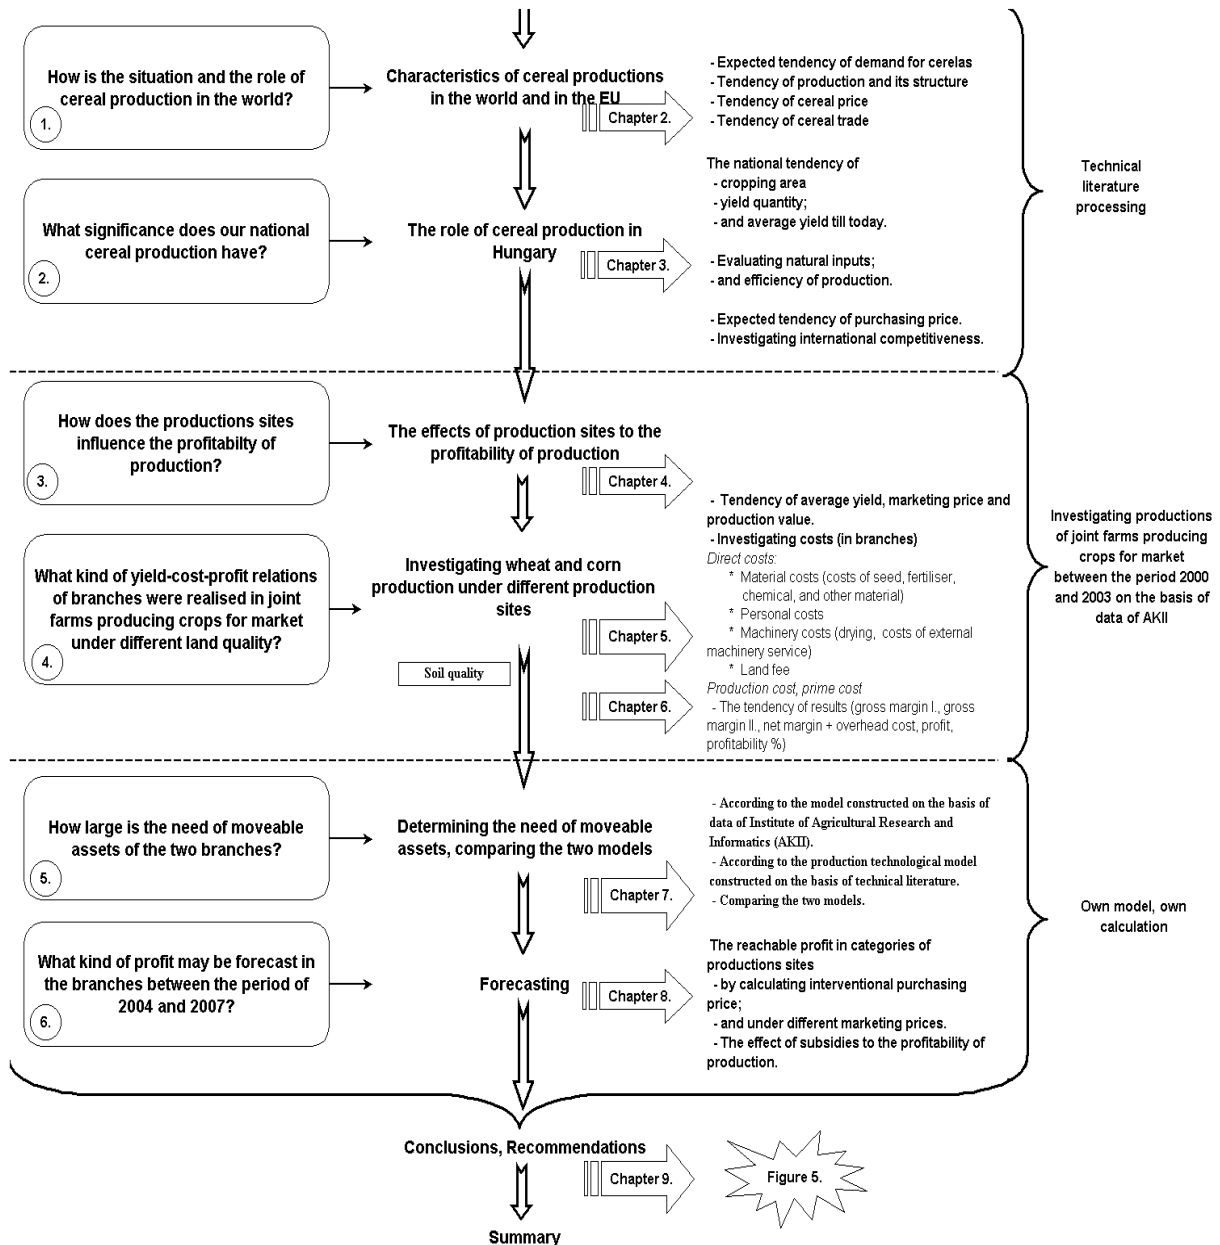 How is the situation and the role of
cereal production in the world?
1.
Characteristics of cereal productions
in the world and in the EU
Chapter 2.
- Expected tendency of demand for cerelas
- Tendency of production and its structure
- Tendency of cereal price
- Tendency of cereal trade
What significance does our national
cereal production have?
2.
The role of cereal production in
Hungary
Chapter 3.
The national tendency of
- cropping area
- yield quantity;
- and average yield till today.
- Evaluating natural inputs;
- and efficiency of production.
- Expected tendency of purchasing price.
- Investigating international competitiveness.
Technical
literature
processing
How does the productions sites
influence the profitabilty of
production?
3.
The effects of production sites to the
profitability of production
Chapter 4.
What kind of yield-cost-profit relations
of branches were realised in joint
farms producing crops for market
under different land quality?
4.
Investigating wheat and corn
production under different production
sites
Chapter 5.
Soil quality
Chapter 6.
- Tendency of average yield, marketing price and
production value.
- Investigating costs (in branches)
Direct costs:
* Material costs (costs of seed, fertiliser,
chemical, and other material)
* Personal costs
* Machinery costs (drying, costs of external
machinery service)
* Land fee
Production cost, prime cost
- The tendency of results (gross margin I., gross
margin II., net margin + overhead cost, profit,
profitability %)
Investigating productions
of joint farms producing
crops for market
between the period 2000
and 2003 on the basis of
data of AKII
How large is the need of moveable
assets of the two branches?
5.
Determining the need of moveable
assets, comparing the two models
Chapter 7.
- According to the model constructed on the basis of
data of Institute of Agricultural Research and
Informatics (AKII).
- According to the production technological model
constructed on the basis of technical literature.
- Comparing the two models.
What kind of profit may be forecast in
the branches between the period of
2004 and 2007?
6.
Forecasting
Chapter 8.
The reachable profit in categories of
productions sites
- by calculating interventional purchasing
price;
- and under different marketing prices.
- The effect of subsidies to the profitability of
production.
Own model, own
calculation
Conclusions, Recommendations
Chapter 9.
Figure 5.
Summary